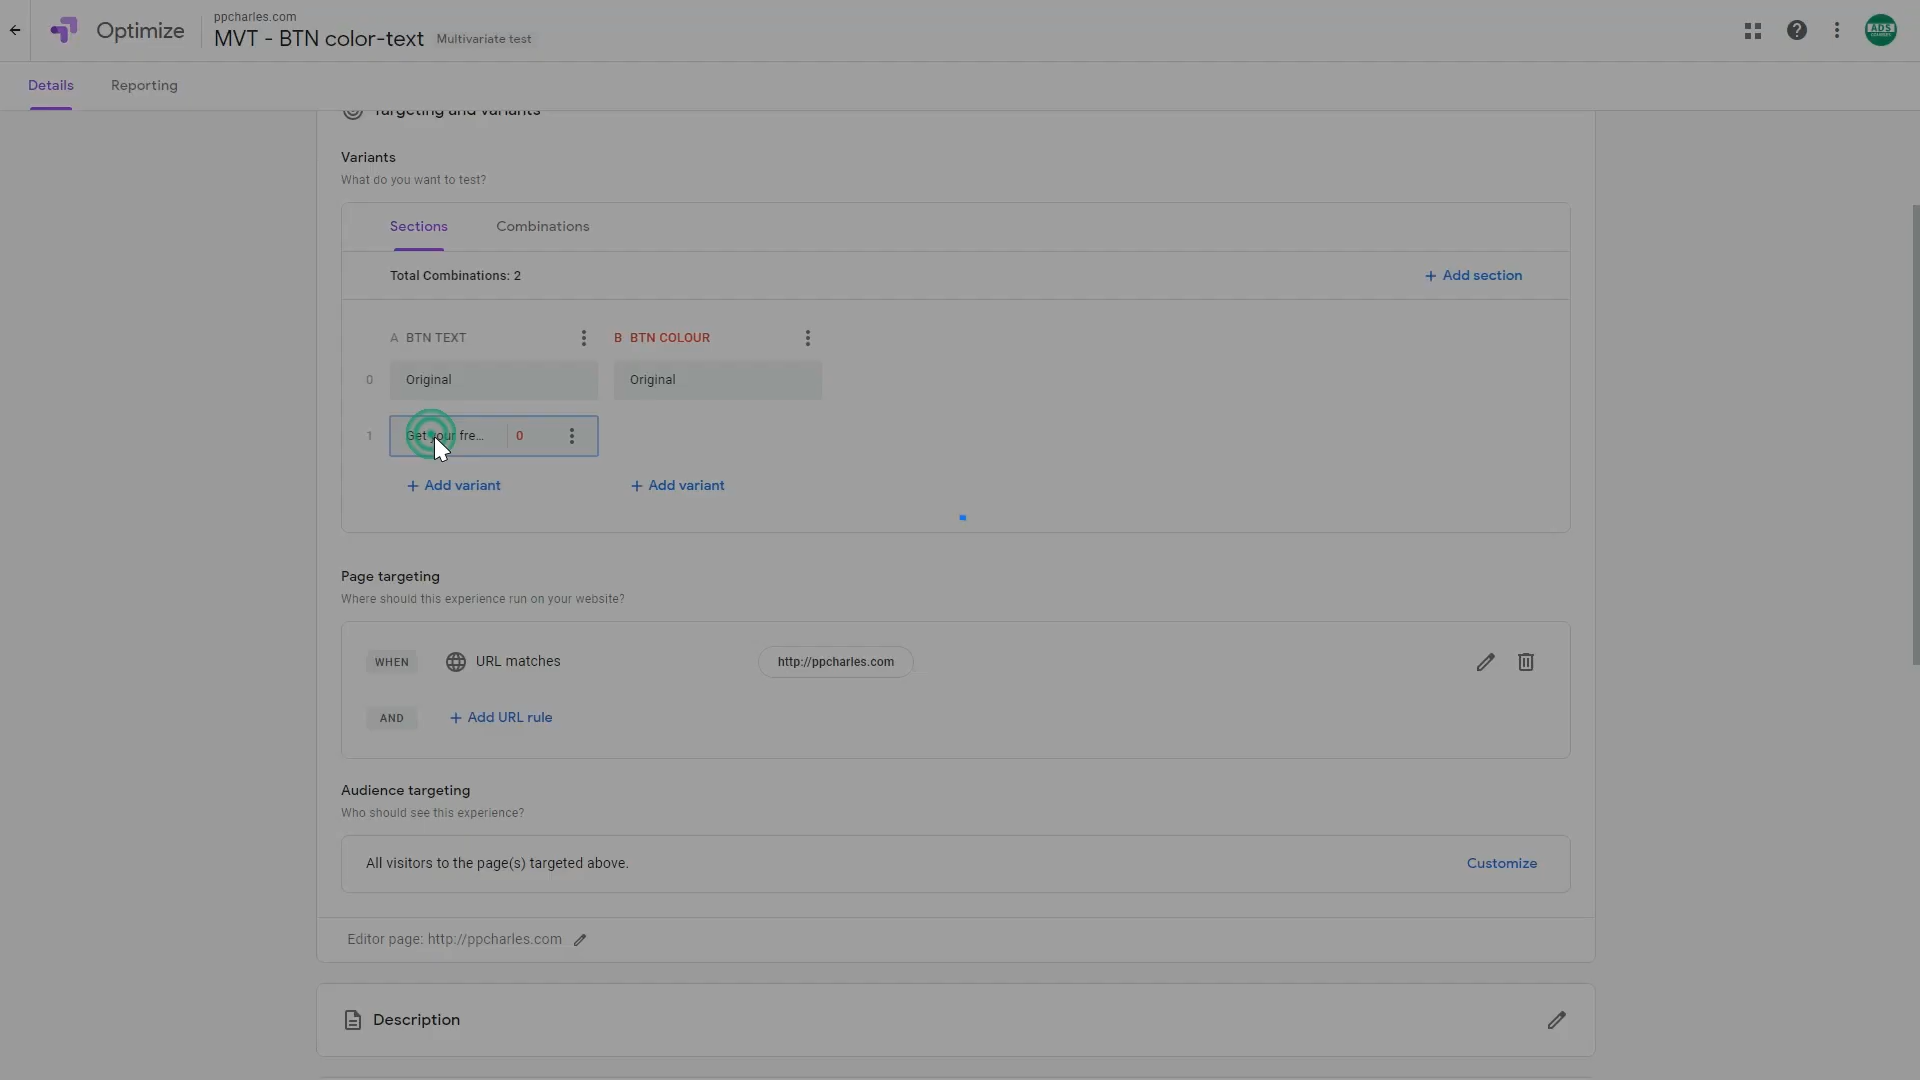 ppcharles.com
Optimize
MVT - BTN color-text Multivariate test
ADS
Details Reporting
Targeting and variants
Variants
What do you want to test?
Sections Combinations
Total Combinations: 2
+ Add section
A BTN TEXT
B BTN COLOUR
0 Original Original
1 Get your fre... 0
+ Add variant + Add variant
Page targeting
Where should this experience run on your website?
WHEN URL matches http://ppcharles.com
AND + Add URL rule
Audience targeting
Who should see this experience?
All visitors to the page(s) targeted above. Customize
Editor page: http://ppcharles.com
Description